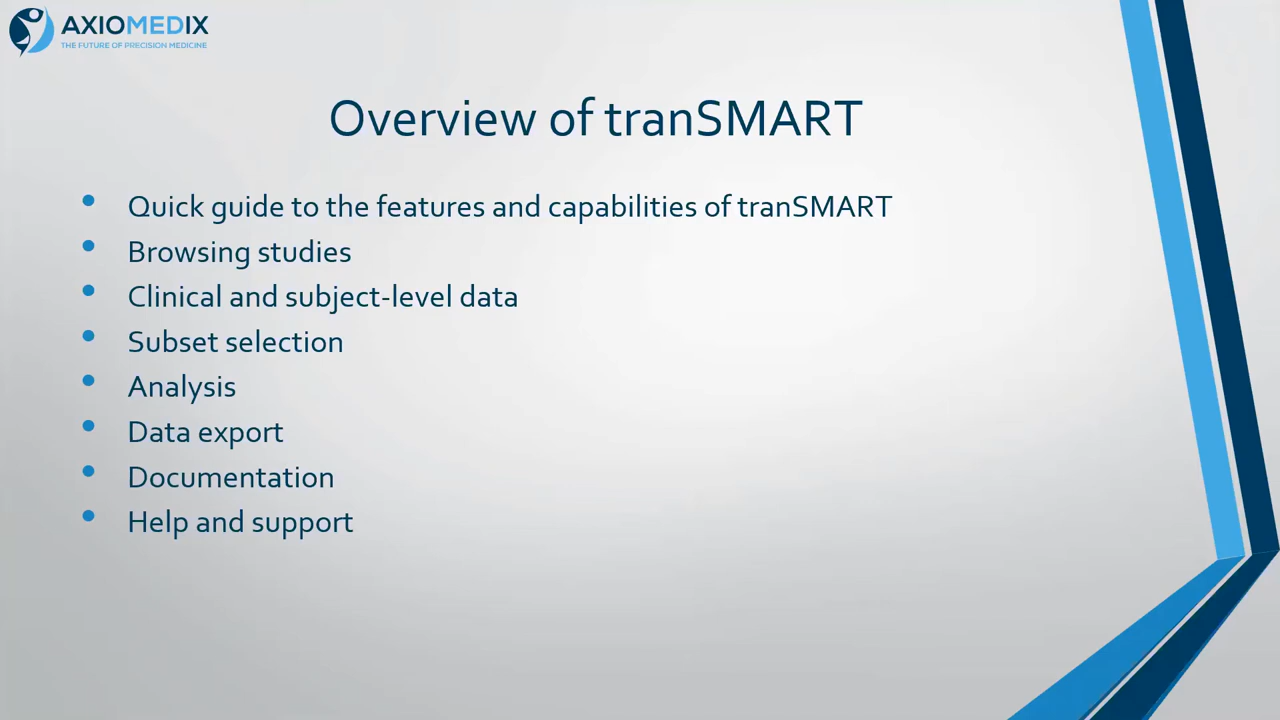 AXIOMEDIX
THE FUTURE OF PRECISION MEDICINE
Overview of tranSMART
• Quick guide to the features and capabilities of tranSMART
• Browsing studies
• Clinical and subject-level data
• Subset selection
• Analysis
• Data export
• Documentation
• Help and support